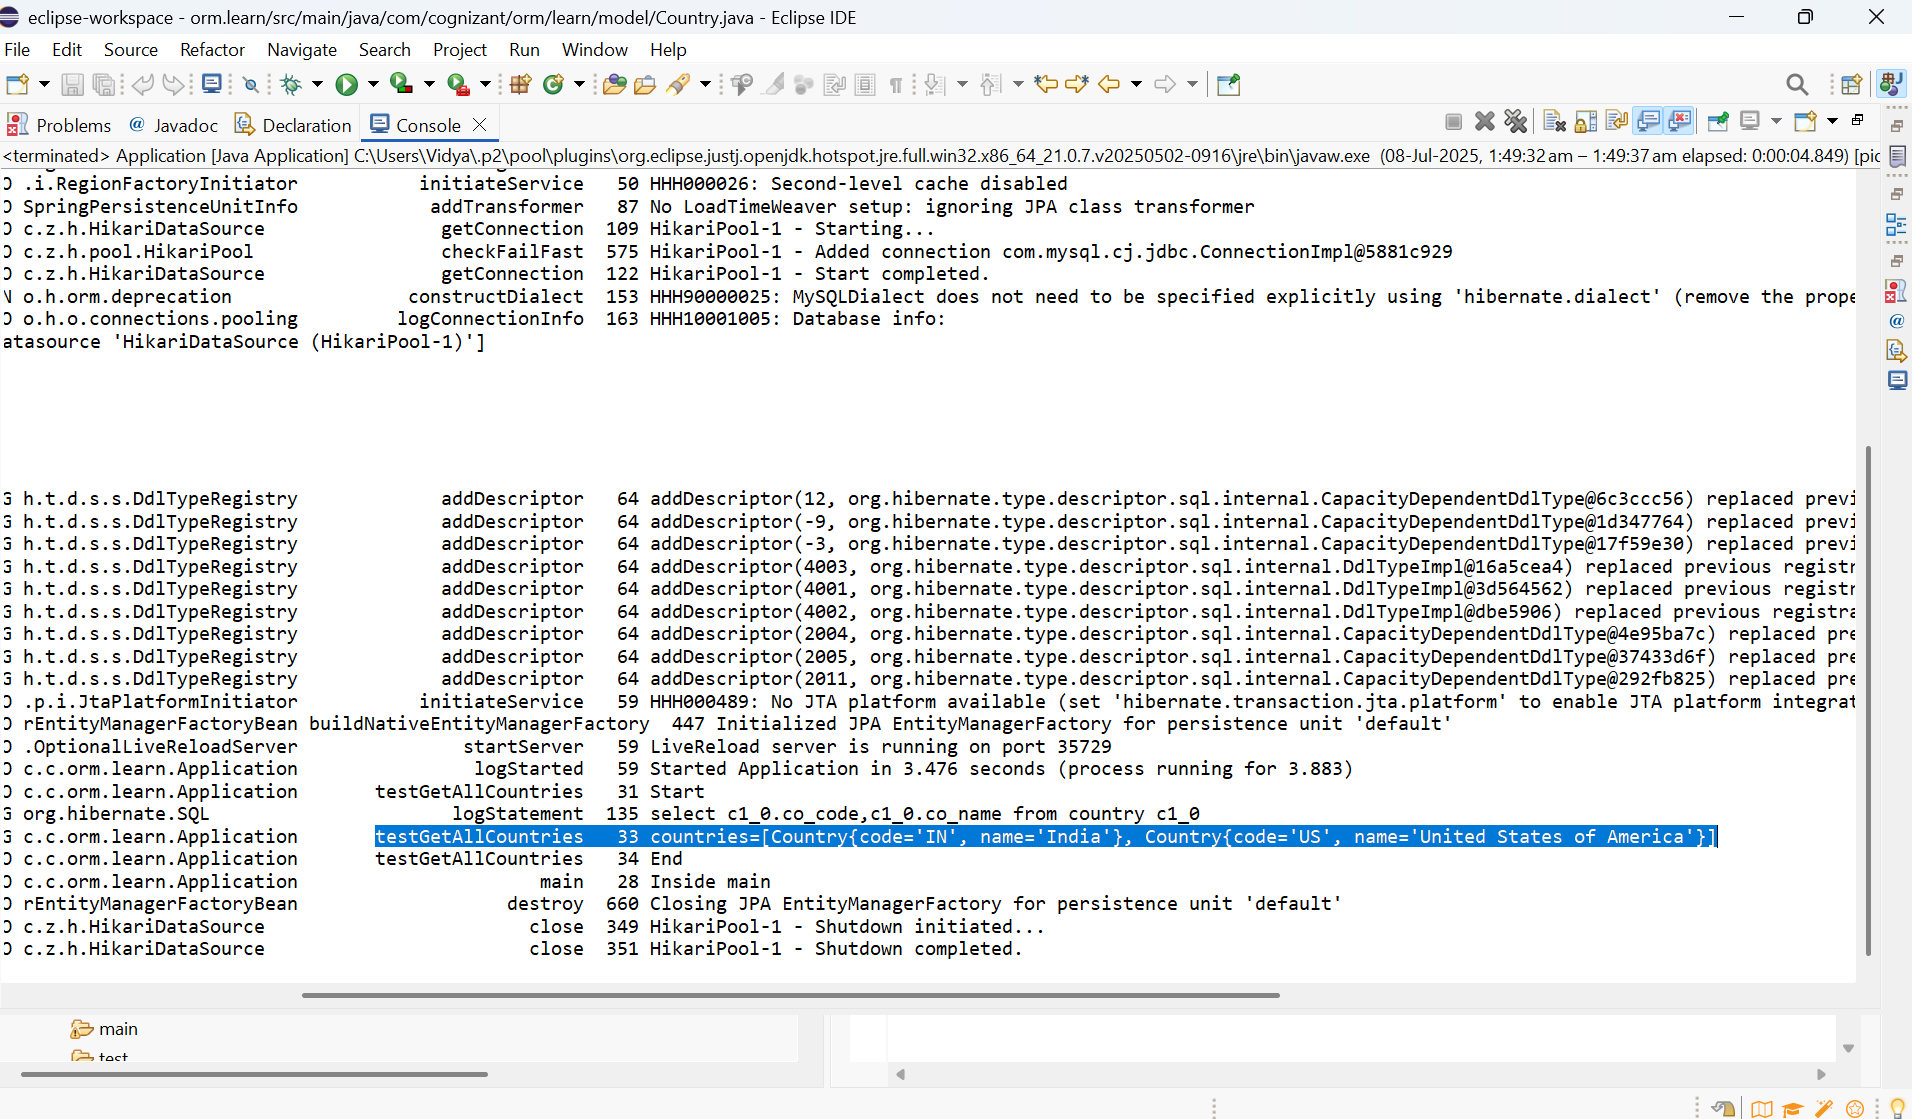 eclipse-workspace - orm.learn/src/main/java/com/cognizant/orm/learn/model/Country.java - Eclipse IDE
File Edit Source Refactor Navigate Search Project Run Window Help
Problems @ Javadoc Declaration Console
<terminated> Application [Java Application] C:\Users\Vidya\.p2\pool\plugins\org.eclipse.justj.openjdk.hotspot.jre.full.win32.x86_64_21.0.7.v20250502-0916\jre\bin\javaw.exe (08-Jul-2025, 1:49:32 am – 1:49:37 am elapsed: 0:00:04.849) [pid
O .i.RegionFactoryInitiator initiateService 50 HHH000026: Second-level cache disabled
O SpringPersistenceUnitInfo addTransformer 87 No LoadTimeWeaver setup: ignoring JPA class transformer
O c.z.h.HikariDataSource getConnection 109 HikariPool-1 - Starting...
O c.z.h.pool.HikariPool checkFailFast 575 HikariPool-1 - Added connection com.mysql.cj.jdbc.ConnectionImpl@5881c929
O c.z.h.HikariDataSource getConnection 122 HikariPool-1 - Start completed.
N o.h.orm.deprecation constructDialect 153 HHH90000025: MySQLDialect does not need to be specified explicitly using 'hibernate.dialect' (remove the prope
O o.h.o.connections.pooling logConnectionInfo 163 HHH10001005: Database info:
atasource 'HikariDataSource (HikariPool-1)']
G h.t.d.s.s.DdlTypeRegistry addDescriptor 64 addDescriptor(12, org.hibernate.type.descriptor.sql.internal.CapacityDependentDdlType@6c3ccc56) replaced previ
G h.t.d.s.s.DdlTypeRegistry addDescriptor 64 addDescriptor(-9, org.hibernate.type.descriptor.sql.internal.CapacityDependentDdlType@1d347764) replaced previ
G h.t.d.s.s.DdlTypeRegistry addDescriptor 64 addDescriptor(-3, org.hibernate.type.descriptor.sql.internal.CapacityDependentDdlType@17f59e30) replaced previ
G h.t.d.s.s.DdlTypeRegistry addDescriptor 64 addDescriptor(4003, org.hibernate.type.descriptor.sql.internal.DdlTypeImpl@16a5cea4) replaced previous registr
G h.t.d.s.s.DdlTypeRegistry addDescriptor 64 addDescriptor(4001, org.hibernate.type.descriptor.sql.internal.DdlTypeImpl@3d564562) replaced previous registr
G h.t.d.s.s.DdlTypeRegistry addDescriptor 64 addDescriptor(4002, org.hibernate.type.descriptor.sql.internal.DdlTypeImpl@dbe5906) replaced previous registra
G h.t.d.s.s.DdlTypeRegistry addDescriptor 64 addDescriptor(2004, org.hibernate.type.descriptor.sql.internal.CapacityDependentDdlType@4e95ba7c) replaced pre
G h.t.d.s.s.DdlTypeRegistry addDescriptor 64 addDescriptor(2005, org.hibernate.type.descriptor.sql.internal.CapacityDependentDdlType@37433d6f) replaced pre
G h.t.d.s.s.DdlTypeRegistry addDescriptor 64 addDescriptor(2011, org.hibernate.type.descriptor.sql.internal.CapacityDependentDdlType@292fb825) replaced pre
O .p.i.JtaPlatformInitiator initiateService 59 HHH000489: No JTA platform available (set 'hibernate.transaction.jta.platform' to enable JTA platform integrat
O rEntityManagerFactoryBean buildNativeEntityManagerFactory 447 Initialized JPA EntityManagerFactory for persistence unit 'default'
O .OptionalLiveReloadServer startServer 59 LiveReload server is running on port 35729
O c.c.orm.learn.Application logStarted 59 Started Application in 3.476 seconds (process running for 3.883)
O c.c.orm.learn.Application testGetAllCountries 31 Start
G org.hibernate.SQL logStatement 135 select c1_0.co_code,c1_0.co_name from country c1_0
G c.c.orm.learn.Application testGetAllCountries 33 countries=[Country{code='IN', name='India'}, Country{code='US', name='United States of America'}]
O c.c.orm.learn.Application testGetAllCountries 34 End
O c.c.orm.learn.Application main 28 Inside main
O rEntityManagerFactoryBean destroy 660 Closing JPA EntityManagerFactory for persistence unit 'default'
O c.z.h.HikariDataSource close 349 HikariPool-1 - Shutdown initiated...
O c.z.h.HikariDataSource close 351 HikariPool-1 - Shutdown completed.
main
test